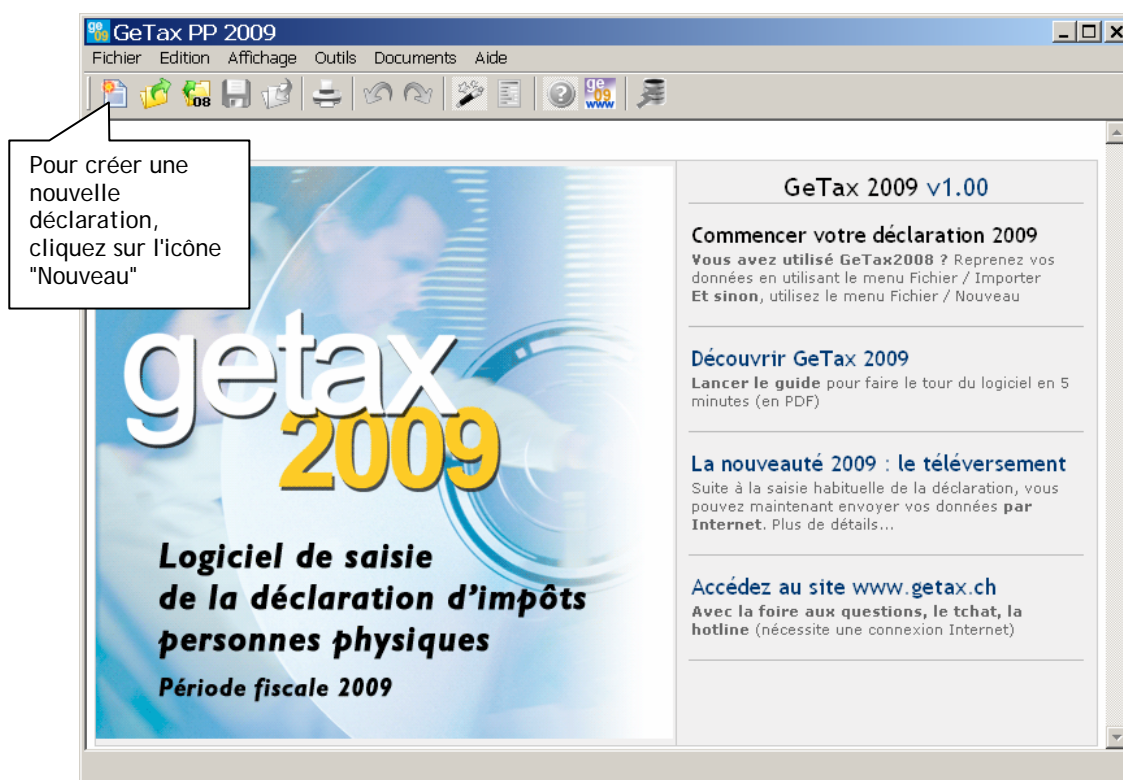 GeTax PP 2009
Fichier Edition Affichage Outils Documents Aide
08
ge
09
www
Pour créer une
nouvelle
déclaration,
cliquez sur l'icône
"Nouveau"
getax
2009
Logiciel de saisie
de la déclaration d'impôts
personnes physiques
Période fiscale 2009
GeTax 2009 v1.00
Commencer votre déclaration 2009
Vous avez utilisé GeTax2008 ? Reprenez vos
données en utilisant le menu Fichier / Importer
Et sinon, utilisez le menu Fichier / Nouveau
Découvrir GeTax 2009
Lancer le guide pour faire le tour du logiciel en 5
minutes (en PDF)
La nouveauté 2009 : le téléversement
Suite à la saisie habituelle de la déclaration, vous
pouvez maintenant envoyer vos données par
Internet. Plus de détails...
Accédez au site www.getax.ch
Avec la foire aux questions, le tchat, la
hotline (nécessite une connexion Internet)